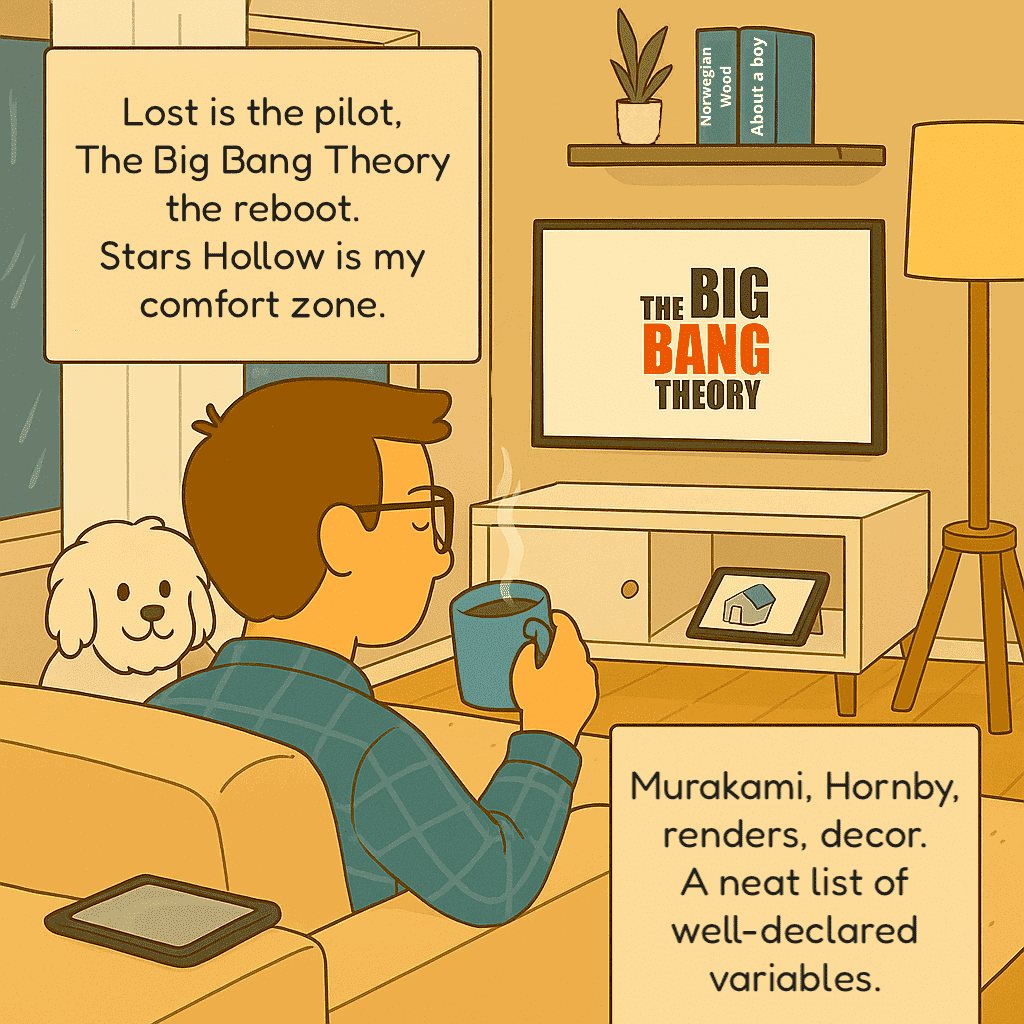 Lost is the pilot,
The Big Bang Theory
the reboot.
Stars Hollow is my
comfort zone.
Norwegian
Wood
About a boy
THE BIG
BANG
THEORY
Murakami, Hornby,
renders, decor.
A neat list of
well-declared
variables.